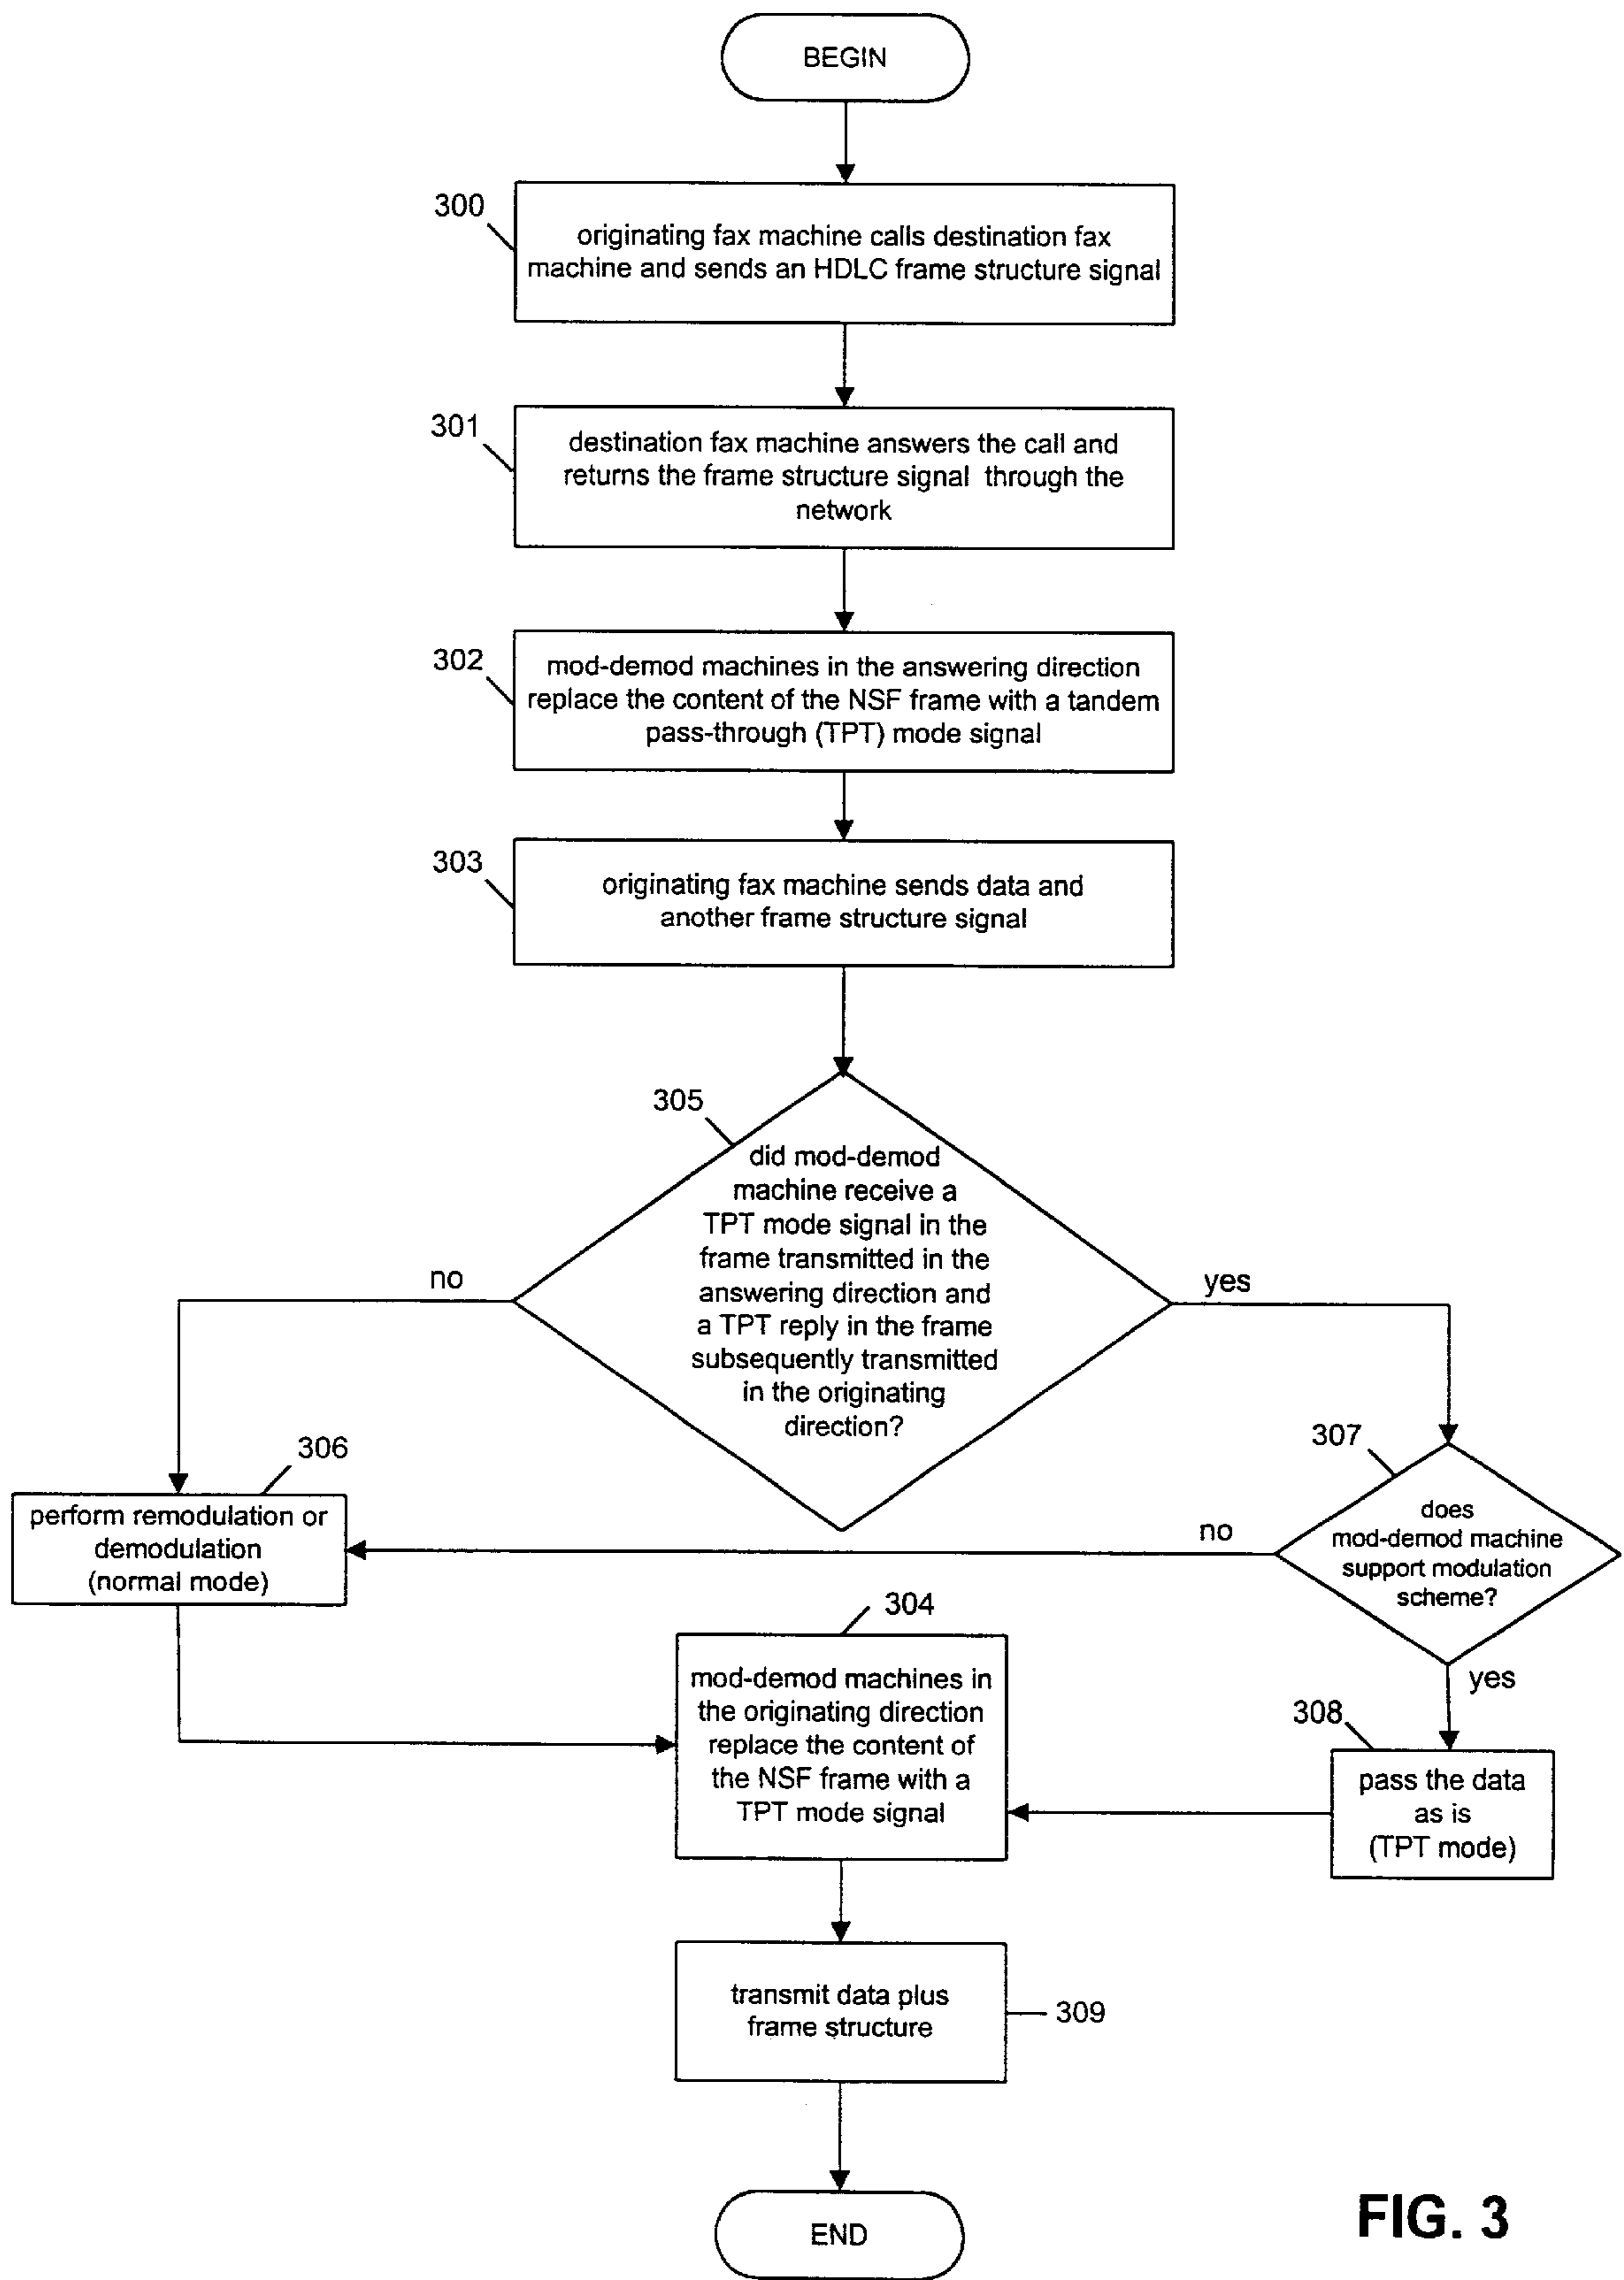 BEGIN
300
originating fax machine calls destination fax
machine and sends an HDLC frame structure signal
301
destination fax machine answers the call and
returns the frame structure signal through the
network
302
mod-demod machines in the answering direction
replace the content of the NSF frame with a tandem
pass-through (TPT) mode signal
303
originating fax machine sends data and
another frame structure signal
305
did mod-demod
machine receive a
TPT mode signal in the
frame transmitted in the
answering direction and
a TPT reply in the frame
subsequently transmitted
in the originating
direction?
no
yes
306
perform remodulation or
demodulation
(normal mode)
307
does
mod-demod machine
support modulation
scheme?
no
yes
304
mod-demod machines in
the originating direction
replace the content of
the NSF frame with a
TPT mode signal
308
pass the data
as is
(TPT mode)
transmit data plus
frame structure
309
END
FIG. 3